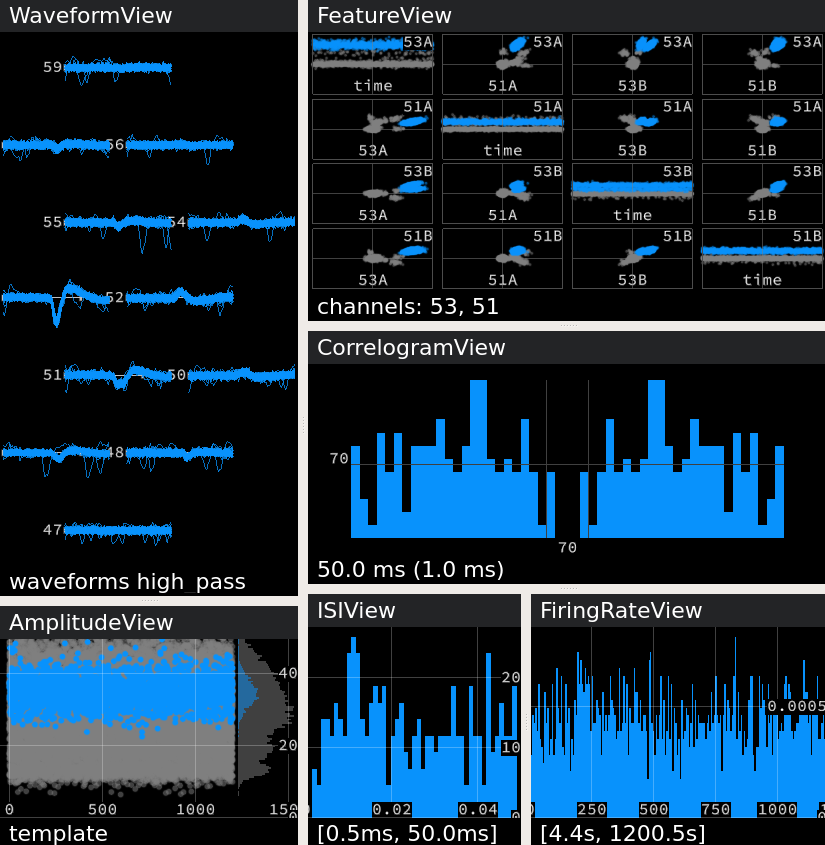 WaveformView
59
56
55 54
52
51 50
48
47
waveforms high_pass
AmplitudeView
40
20
0 500 1000
template
FeatureView
53A 53A 53A 53A
time 51A 53B 51B
51A 51A 51A 51A
53A time 53B 51B
53B 53B 53B 53B
53A 51A time 51B
51B 51B 51B 51B
53A 51A 53B time
channels: 53, 51
CorrelogramView
70
70
50.0 ms (1.0 ms)
ISIView
20
10
0.02 0.04
[0.5ms, 50.0ms]
FiringRateView
0.0005
250 500 750 1000
[4.4s, 1200.5s]